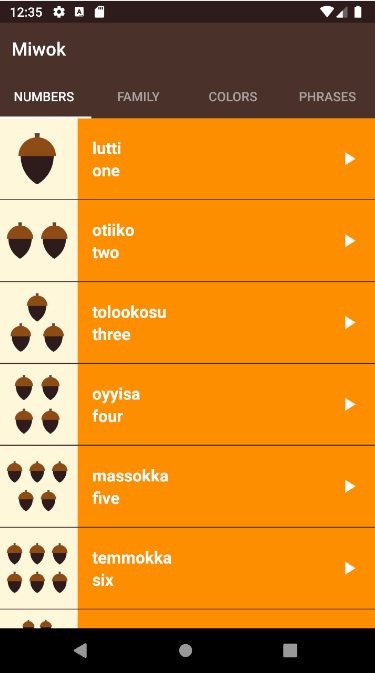 12:35
Miwok
NUMBERS FAMILY COLORS PHRASES
lutti
one
otiiko
two
tolookosu
three
oyyisa
four
massokka
five
temmokka
six